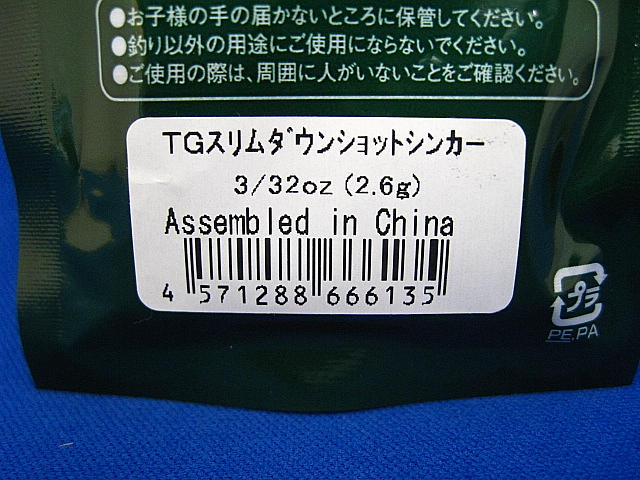 ●お子様の手の届かないところに保管してください。
●釣り以外の用途にご使用にならないでください。
●ご使用の際は、周囲に人がいないことをご確認ください。
TGスリムダウンショットシンカー
3/32oz (2.6g)
Assembled in China
4 571288 666135
プラ
PE,PA